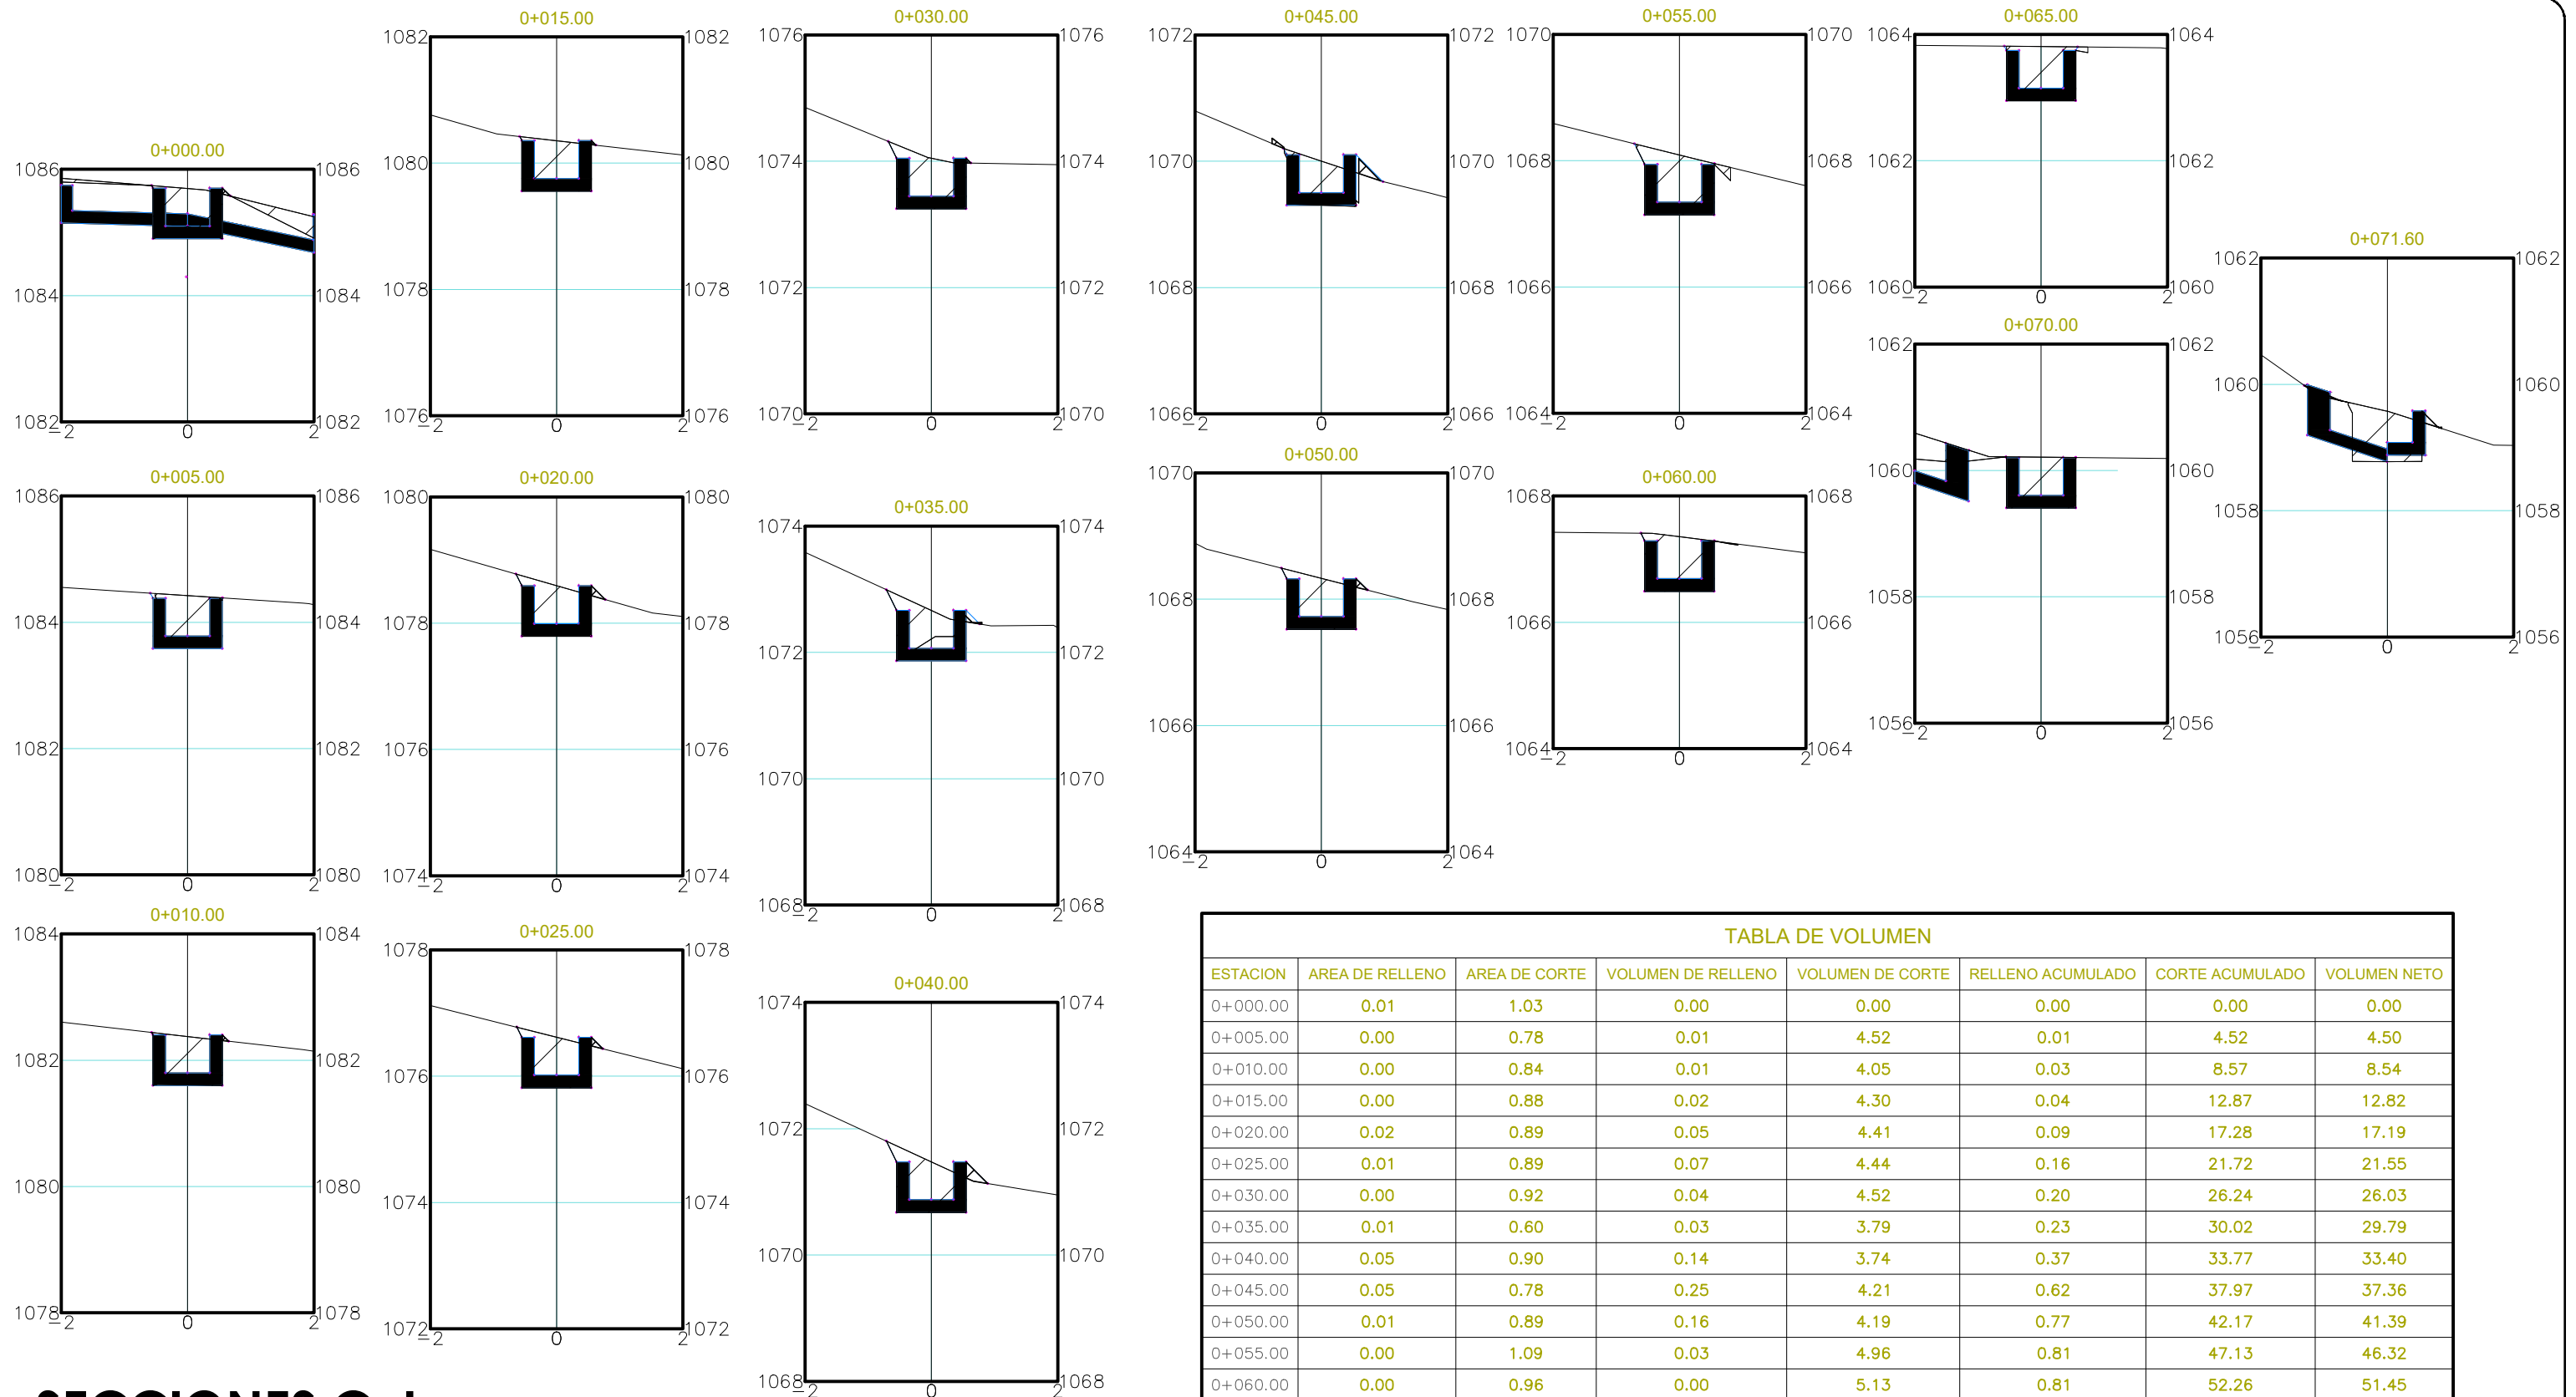 0+000.00
1086 1086
1084 1084
1082 1082
-2 0 2
0+005.00
1086 1086
1084 1084
1082 1082
1080 1080
-2 0 2
0+010.00
1084 1084
1082 1082
1080 1080
1078 1078
-2 0 2
0+015.00
1082 1082
1080 1080
1078 1078
1076 1076
-2 0 2
0+020.00
1080 1080
1078 1078
1076 1076
1074 1074
-2 0 2
0+025.00
1078 1078
1076 1076
1074 1074
1072 1072
-2 0 2
0+030.00
1076 1076
1074 1074
1072 1072
1070 1070
-2 0 2
0+035.00
1074 1074
1072 1072
1070 1070
1068 1068
-2 0 2
0+040.00
1074 1074
1072 1072
1070 1070
1068 1068
-2 0 2
0+045.00
1072 1072
1070 1070
1068 1068
1066 1066
-2 0 2
0+050.00
1070 1070
1068 1068
1066 1066
1064 1064
-2 0 2
0+055.00
1070 1070
1068 1068
1066 1066
1064 1064
-2 0 2
0+060.00
1068 1068
1066 1066
1064 1064
-2 0 2
0+065.00
1064 1064
1062 1062
1060 1060
-2 0 2
0+070.00
1062 1062
1060 1060
1058 1058
1056 1056
-2 0 2
0+071.60
1062 1062
1060 1060
1058 1058
1056 1056
-2 0 2
TABLA DE VOLUMEN
ESTACION AREA DE RELLENO AREA DE CORTE VOLUMEN DE RELLENO VOLUMEN DE CORTE RELLENO ACUMULADO CORTE ACUMULADO VOLUMEN NETO
0+000.00 0.01 1.03 0.00 0.00 0.00 0.00 0.00
0+005.00 0.00 0.78 0.01 4.52 0.01 4.52 4.50
0+010.00 0.00 0.84 0.01 4.05 0.03 8.57 8.54
0+015.00 0.00 0.88 0.02 4.30 0.04 12.87 12.82
0+020.00 0.02 0.89 0.05 4.41 0.09 17.28 17.19
0+025.00 0.01 0.89 0.07 4.44 0.16 21.72 21.55
0+030.00 0.00 0.92 0.04 4.52 0.20 26.24 26.03
0+035.00 0.01 0.60 0.03 3.79 0.23 30.02 29.79
0+040.00 0.05 0.90 0.14 3.74 0.37 33.77 33.40
0+045.00 0.05 0.78 0.25 4.21 0.62 37.97 37.36
0+050.00 0.01 0.89 0.16 4.19 0.77 42.17 41.39
0+055.00 0.00 1.09 0.03 4.96 0.81 47.13 46.32
0+060.00 0.00 0.96 0.00 5.13 0.81 52.26 51.45